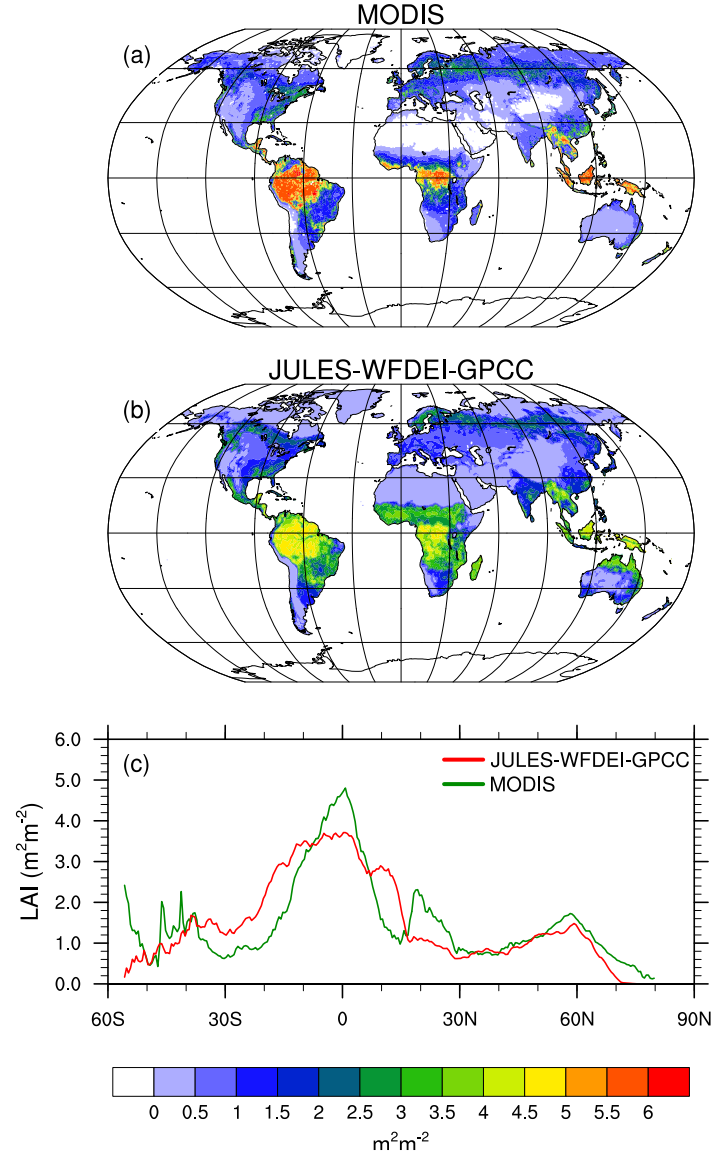 MODIS
(a)
JULES-WFDEI-GPCC
(b)
(c)
JULES-WFDEI-GPCC
MODIS
LAI (m²m⁻²)
6.0
5.0
4.0
3.0
2.0
1.0
0.0
60S 30S 0 30N 60N 90N
0 0.5 1 1.5 2 2.5 3 3.5 4 4.5 5 5.5 6
m²m⁻²